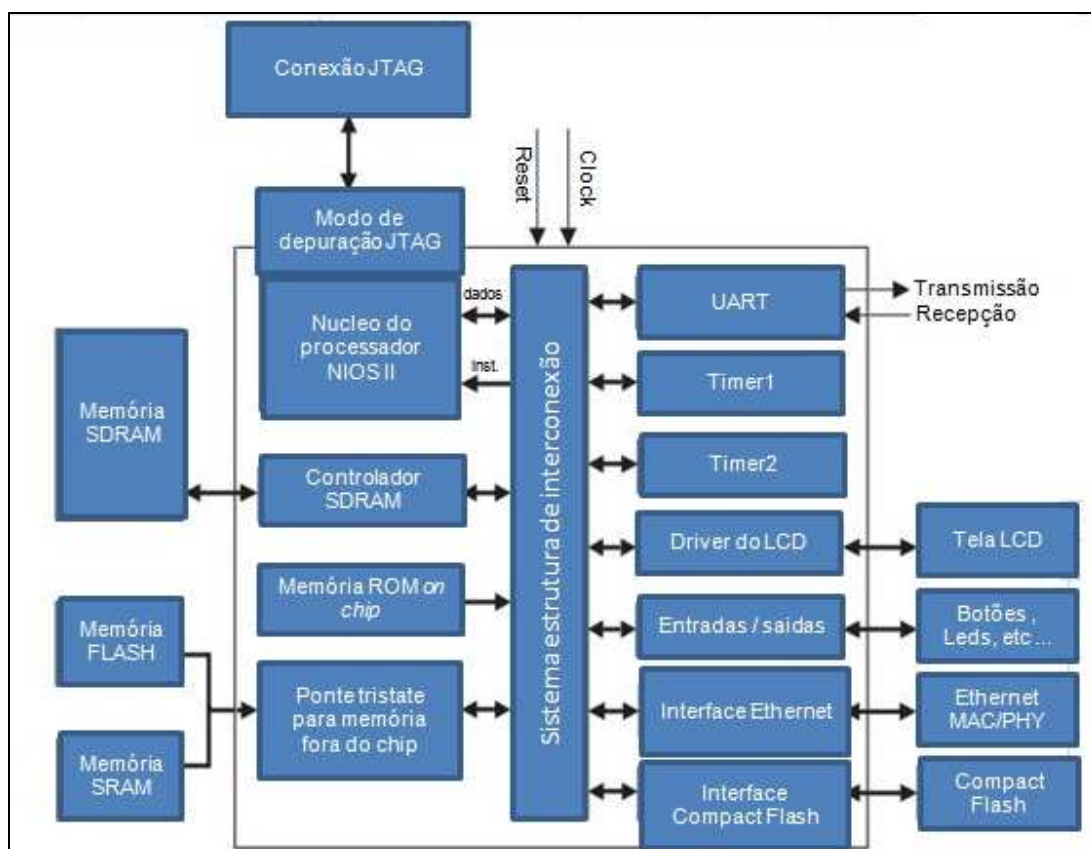 Conexão JTAG
Reset
Clock
Modo de
depuração JTAG
Nucleo do
processador
NIOS II
dados
inst.
Sistema estrutura de interconexão
UART
Transmissão
Recepção
Timer1
Timer2
Memória
SDRAM
Controlador
SDRAM
Driver do LCD
Tela LCD
Memória ROM on
chip
Entradas / saidas
Botões ,
Leds, etc ...
Memória
FLASH
Ponte tristate
para memória
fora do chip
Memória
SRAM
Interface Ethernet
Ethernet
MAC/PHY
Interface
Compact Flash
Compact
Flash